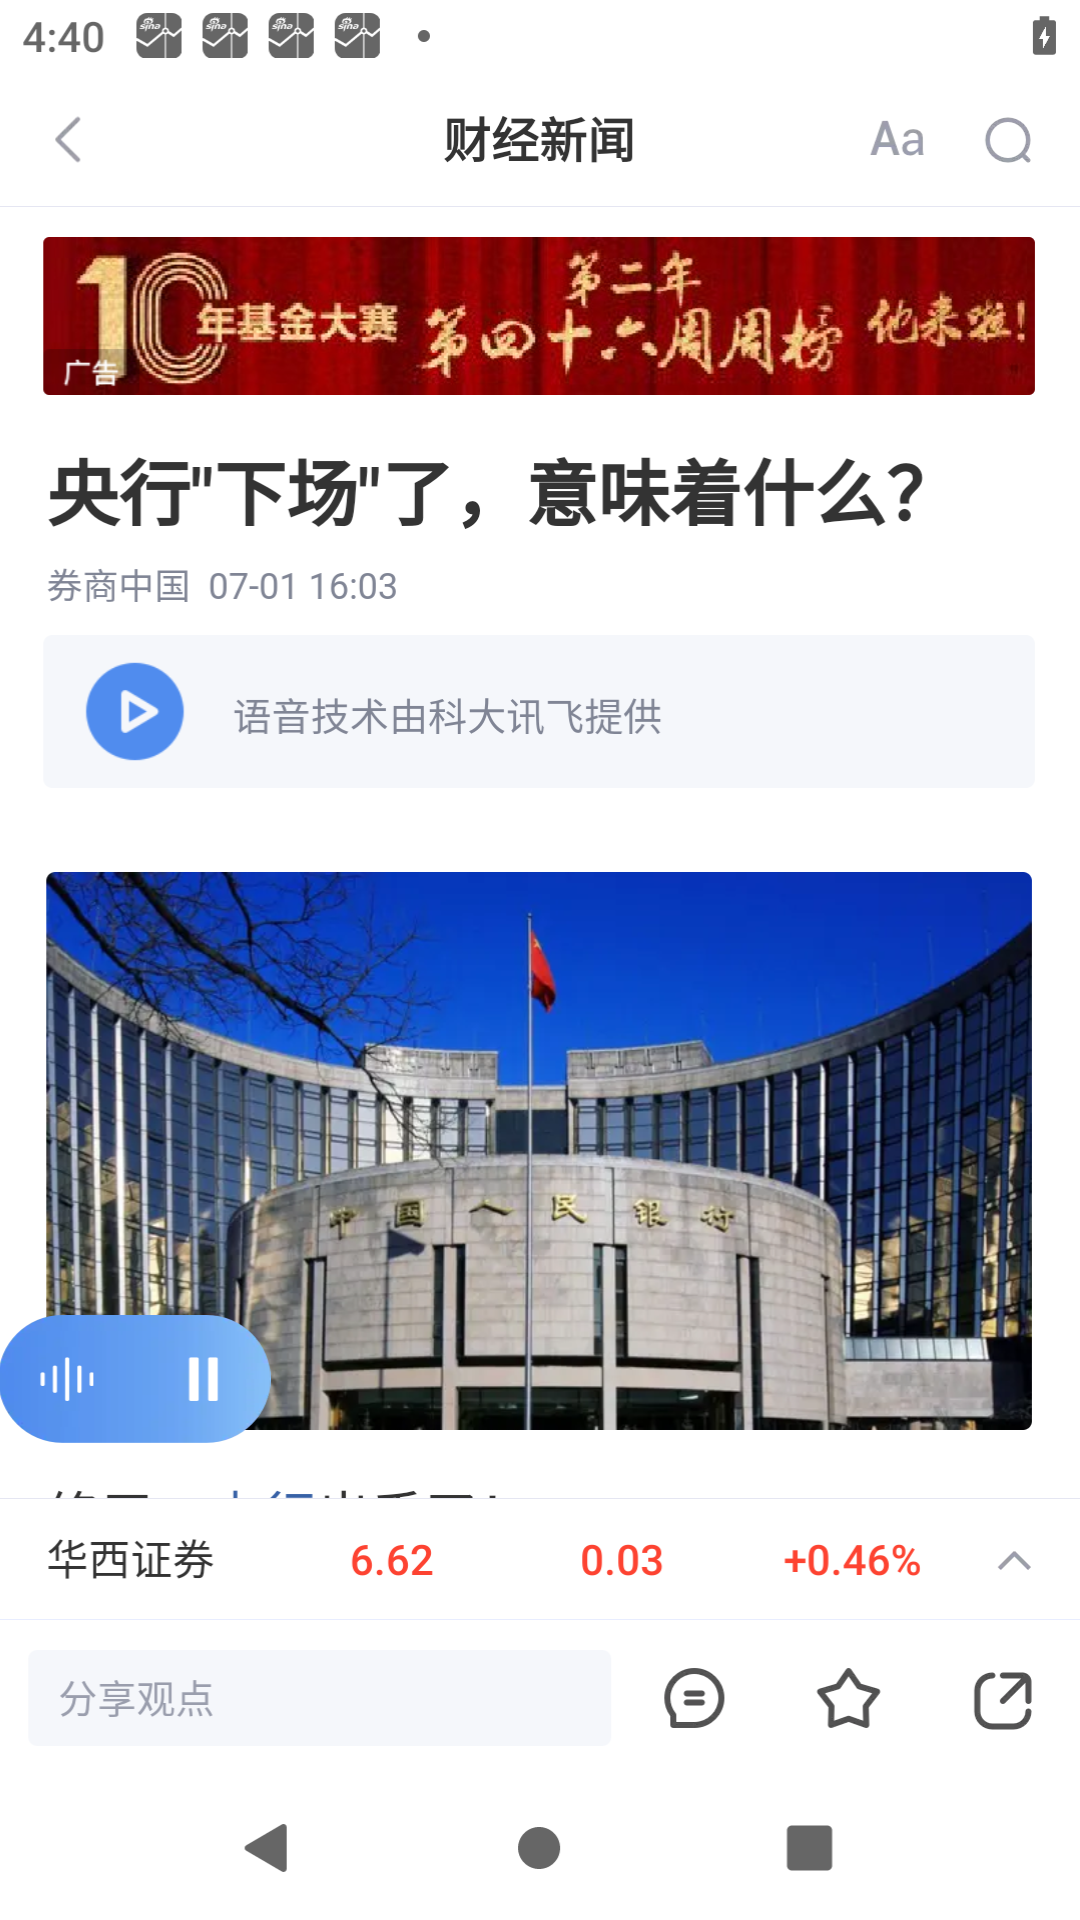 4:40
财经新闻
Aa
10年基金大赛
第二年
第四十六周周榜
他来啦!
广告
央行"下场"了，意味着什么?
券商中国 07-01 16:03
语音技术由科大讯飞提供
中国人民银行
华西证券 6.62 0.03 +0.46%
分享观点